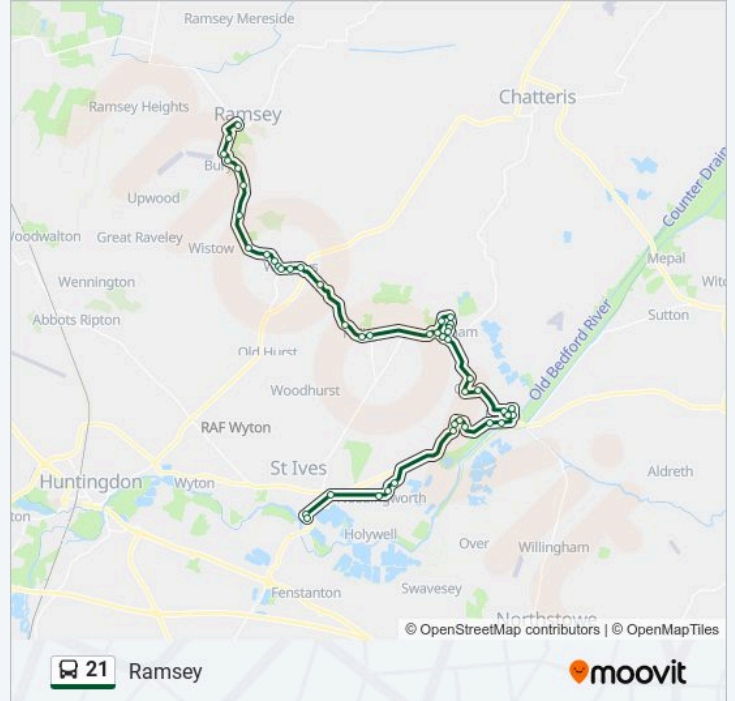 Ramsey Mereside
Chatteris
Ramsey Heights
Ramsey
Counter Drain
Upwood
Great Raveley
Wistow
Mepal
Wennington
Sutton
Abbots Ripton
Old Bedford River
Old Hurst
Woodhurst
RAF Wyton
St Ives
Aldreth
Huntingdon
Wyton
Holywell
Over
Willingham
Swavesey
Fenstanton
Northstowe
© OpenStreetMap contributors | © OpenMapTiles
21 Ramsey
moovit